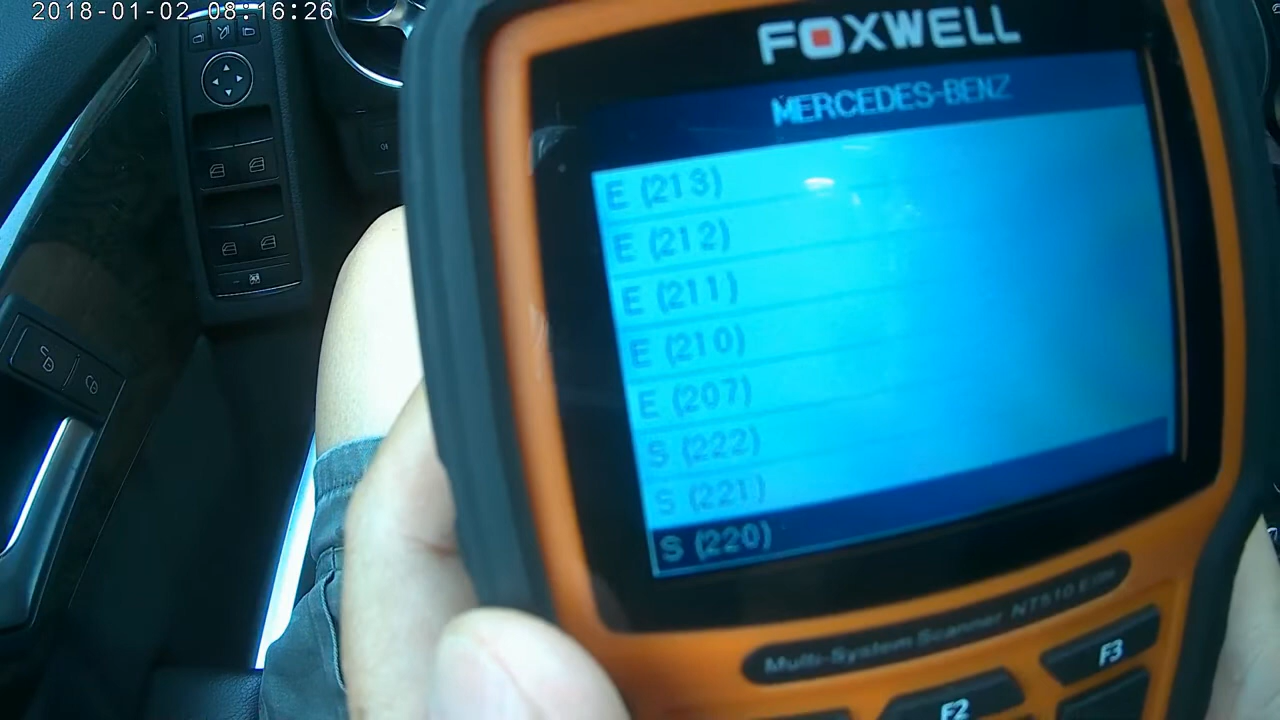 2018-01-02 08:16:26
FOXWELL
MERCEDES-BENZ
E (213)
E (212)
E (211)
E (210)
E (207)
S (222)
S (221)
S (220)
Multi-System Scanner NT510 Elite
F3
F2